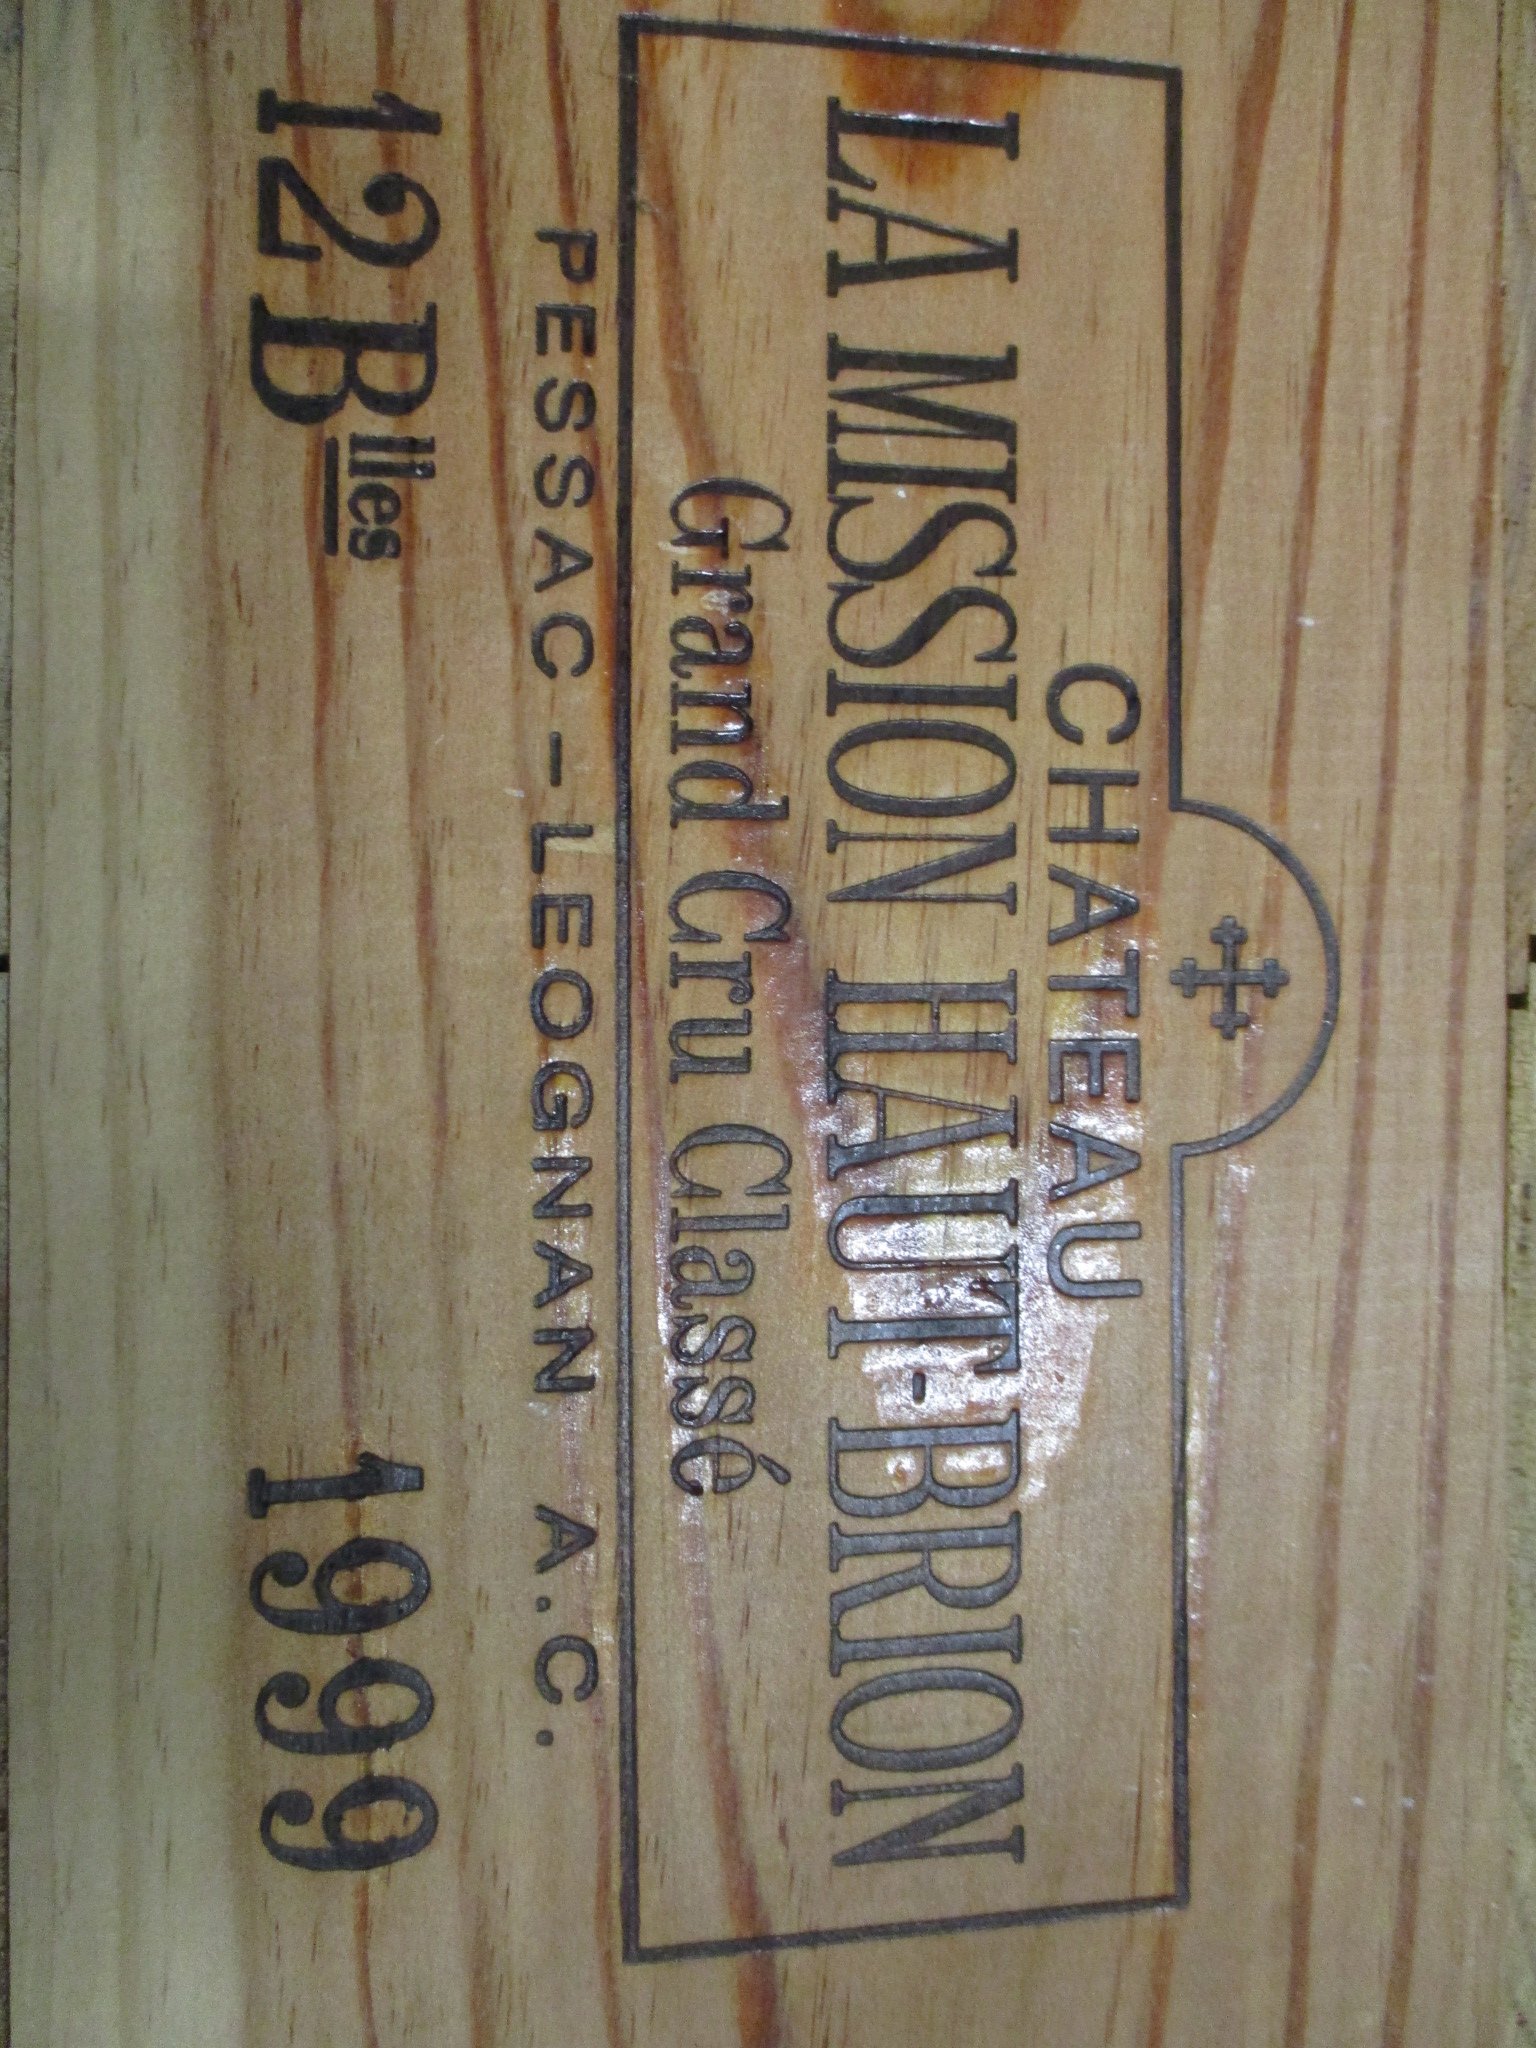 CHATEAU
LA MISSION HAUT-BRION
Grand Cru Classé
PESSAC-LEOGNAN A.C.
12 Blles 1999